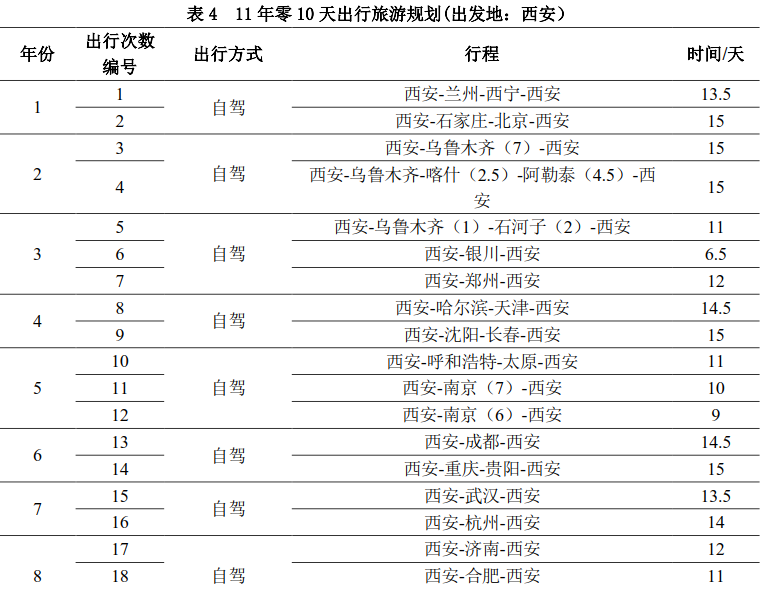 表 4 11 年零 10 天出行旅游规划(出发地：西安）
年份 出行次数编号 出行方式 行程 时间/天
1 1 自驾 西安-兰州-西宁-西安 13.5
2 西安-石家庄-北京-西安 15
2 3 自驾 西安-乌鲁木齐（7）-西安 15
4 西安-乌鲁木齐-喀什（2.5）-阿勒泰（4.5）-西安 15
3 5 自驾 西安-乌鲁木齐（1）-石河子（2）-西安 11
6 西安-银川-西安 6.5
7 西安-郑州-西安 12
4 8 自驾 西安-哈尔滨-天津-西安 14.5
9 西安-沈阳-长春-西安 15
5 10 自驾 西安-呼和浩特-太原-西安 11
11 西安-南京（7）-西安 10
12 西安-南京（6）-西安 9
6 13 自驾 西安-成都-西安 14.5
14 西安-重庆-贵阳-西安 15
7 15 自驾 西安-武汉-西安 13.5
16 西安-杭州-西安 14
8 17 自驾 西安-济南-西安 12
18 西安-合肥-西安 11